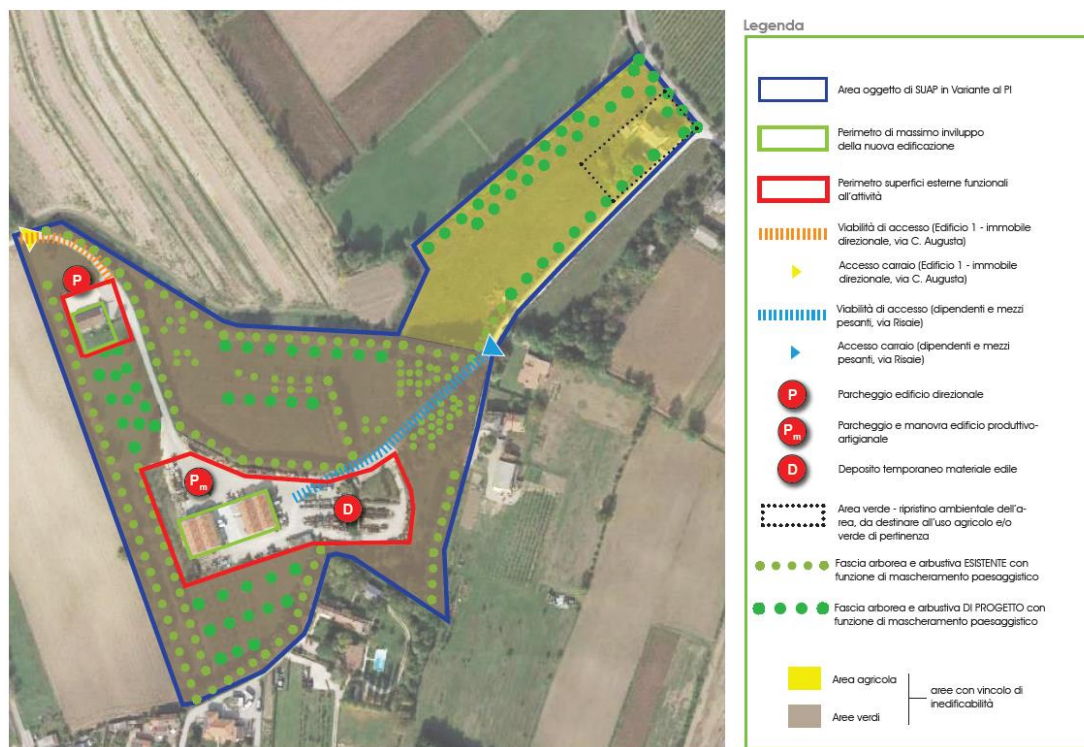 Legenda
Area oggetto di SUAP in Variante al PI
Perimetro di massimo inviluppo
della nuova edificazione
Perimetro superfici esterne funzionali
all'attività
Viabilità di accesso (Edificio 1 - immobile
direzionale, via C. Augusta)
Accesso carraio (Edificio 1 - immobile
direzionale, via C. Augusta)
Viabilità di accesso (dipendenti e mezzi
pesanti, via Risaie)
Accesso carraio (dipendenti e mezzi
pesanti, via Risaie)
P
Parcheggio edificio direzionale
Pm
Parcheggio e manovra edificio produttivo-
artigianale
D
Deposito temporaneo materiale edile
Area verde - ripristino ambientale dell'a-
rea, da destinare all'uso agricolo e/o
verde di pertinenza
Fascia arborea e arbustiva ESISTENTE con
funzione di mascheramento paesaggistico
Fascia arborea e arbustiva DI PROGETTO con
funzione di mascheramento paesaggistico
Area agricola
Aree verdi
aree con vincolo di
inedificabilità
P
Pm
D